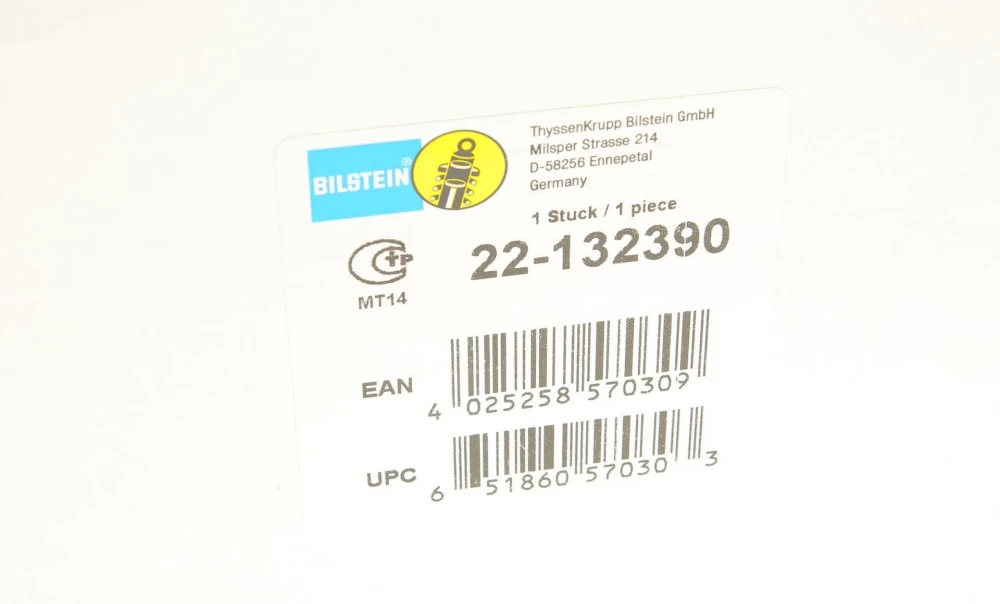 BILSTEIN®
ThyssenKrupp Bilstein GmbH
Milsper Strasse 214
D-58256 Ennepetal
Germany
1 Stuck / 1 piece
22-132390
MT14
EAN
4 025258 570309
UPC
6 51860 57030 3